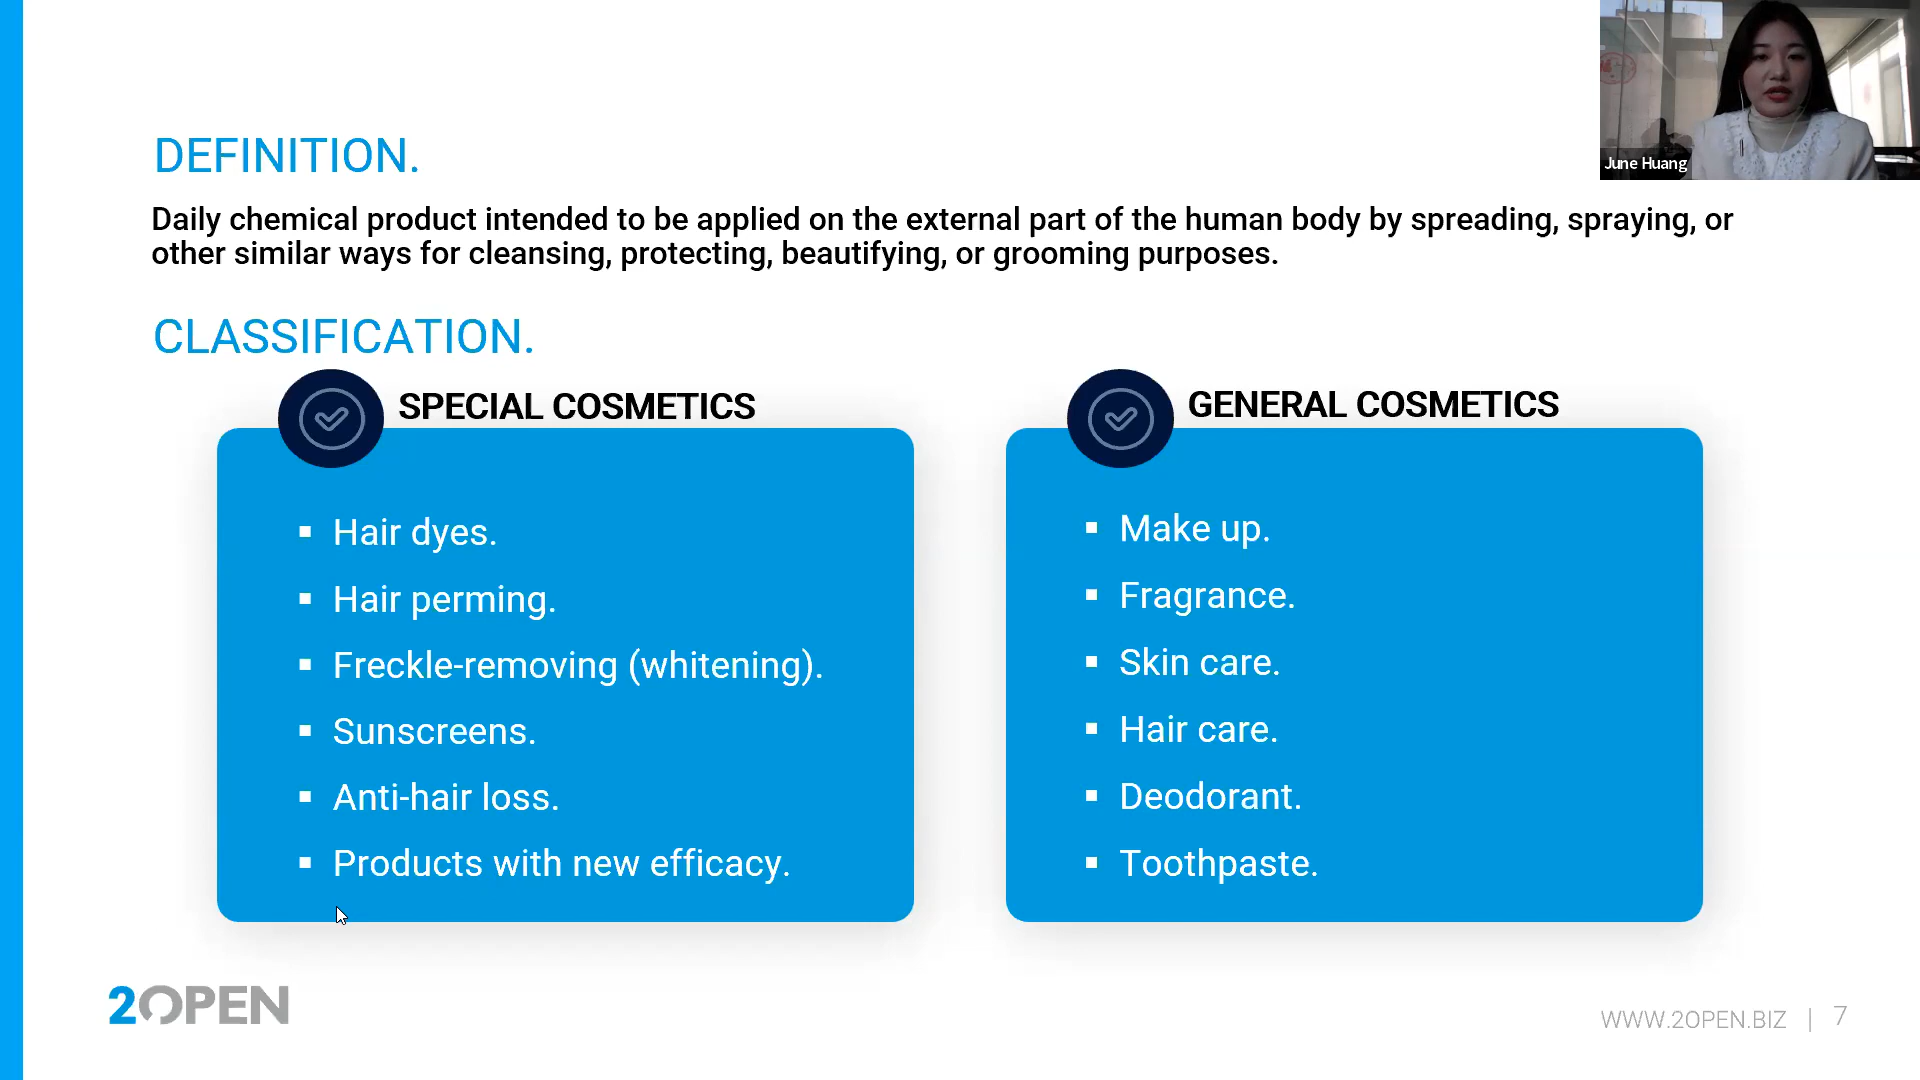 June Huang
DEFINITION.
Daily chemical product intended to be applied on the external part of the human body by spreading, spraying, or
other similar ways for cleansing, protecting, beautifying, or grooming purposes.
CLASSIFICATION.
SPECIAL COSMETICS
Hair dyes.
Hair perming.
Freckle-removing (whitening).
Sunscreens.
Anti-hair loss.
Products with new efficacy.
GENERAL COSMETICS
Make up.
Fragrance.
Skin care.
Hair care.
Deodorant.
Toothpaste.
2OPEN
WWW.2OPEN.BIZ | 7